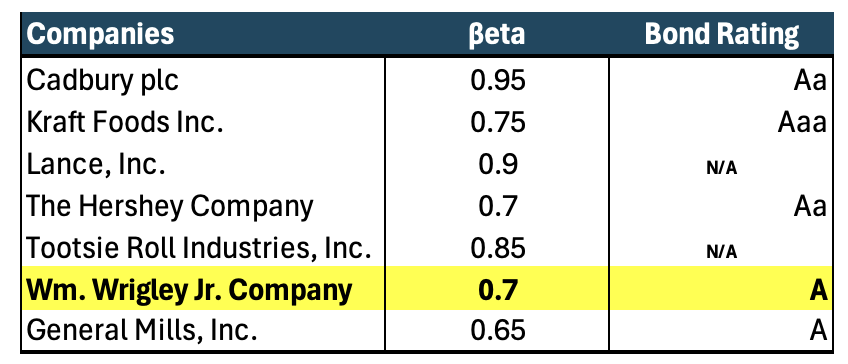 Companies βeta Bond Rating
Cadbury plc 0.95 Aa
Kraft Foods Inc. 0.75 Aaa
Lance, Inc. 0.9 N/A
The Hershey Company 0.7 Aa
Tootsie Roll Industries, Inc. 0.85 N/A
Wm. Wrigley Jr. Company 0.7 A
General Mills, Inc. 0.65 A